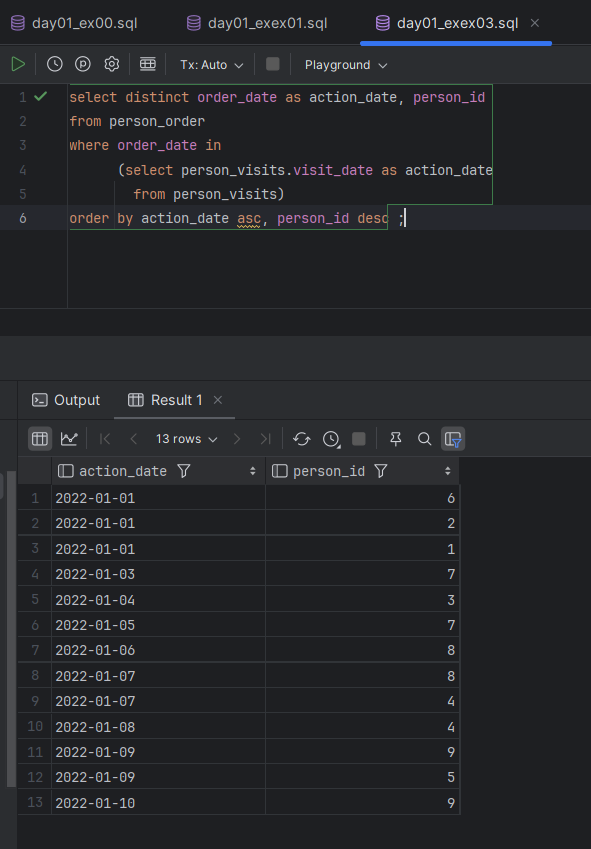 day01_ex00.sql day01_exex01.sql day01_exex03.sql
Tx: Auto Playground
1 select distinct order_date as action_date, person_id
2 from person_order
3 where order_date in
4 (select person_visits.visit_date as action_date
5 from person_visits)
6 order by action_date asc, person_id desc ;
Output Result 1
13 rows
action_date person_id
1 2022-01-01 6
2 2022-01-01 2
3 2022-01-01 1
4 2022-01-03 7
5 2022-01-04 3
6 2022-01-05 7
7 2022-01-06 8
8 2022-01-07 8
9 2022-01-07 4
10 2022-01-08 4
11 2022-01-09 9
12 2022-01-09 5
13 2022-01-10 9